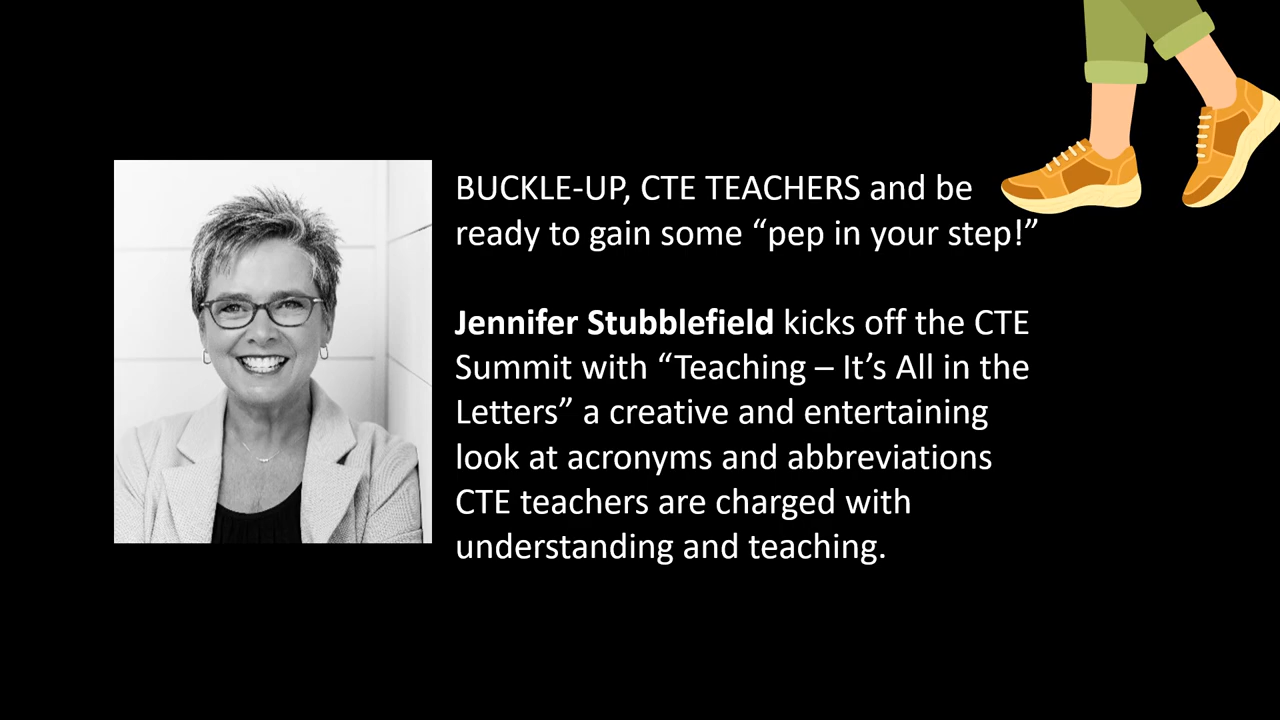 BUCKLE-UP, CTE TEACHERS and be
ready to gain some “pep in your step!”
Jennifer Stubblefield kicks off the CTE
Summit with “Teaching – It’s All in the
Letters” a creative and entertaining
look at acronyms and abbreviations
CTE teachers are charged with
understanding and teaching.